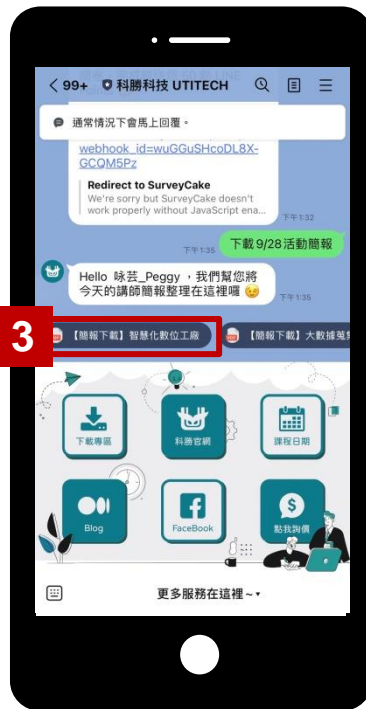 99+ 科勝科技 UTITECH
通常情況下會馬上回覆。
webhook_id=wuGGuSHcoDL8X-
GCQM5Pz
Redirect to SurveyCake
We're sorry but SurveyCake doesn't
work properly without JavaScript ena...
下午1:32
下午1:35
下載 9/28 活動簡報
Hello 咏芸_Peggy ，我們幫您將
今天的講師簡報整理在這裡囉
下午1:35
3
【簡報下載】智慧化數位工廠
【簡報下載】大數據蒐
下載專區
科勝官網
課程日期
Blog
FaceBook
點我詢價
更多服務在這裡 ~